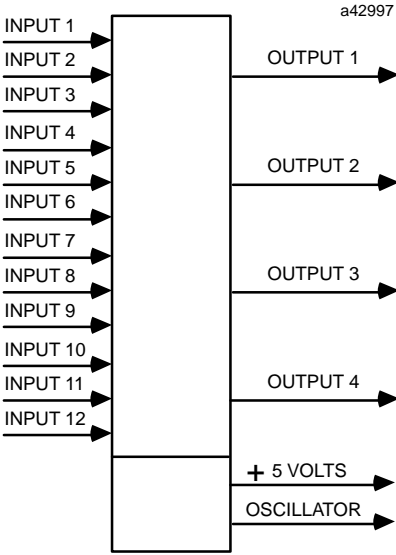 a42997
INPUT 1
INPUT 2
INPUT 3
INPUT 4
INPUT 5
INPUT 6
INPUT 7
INPUT 8
INPUT 9
INPUT 10
INPUT 11
INPUT 12
OUTPUT 1
OUTPUT 2
OUTPUT 3
OUTPUT 4
+ 5 VOLTS
OSCILLATOR